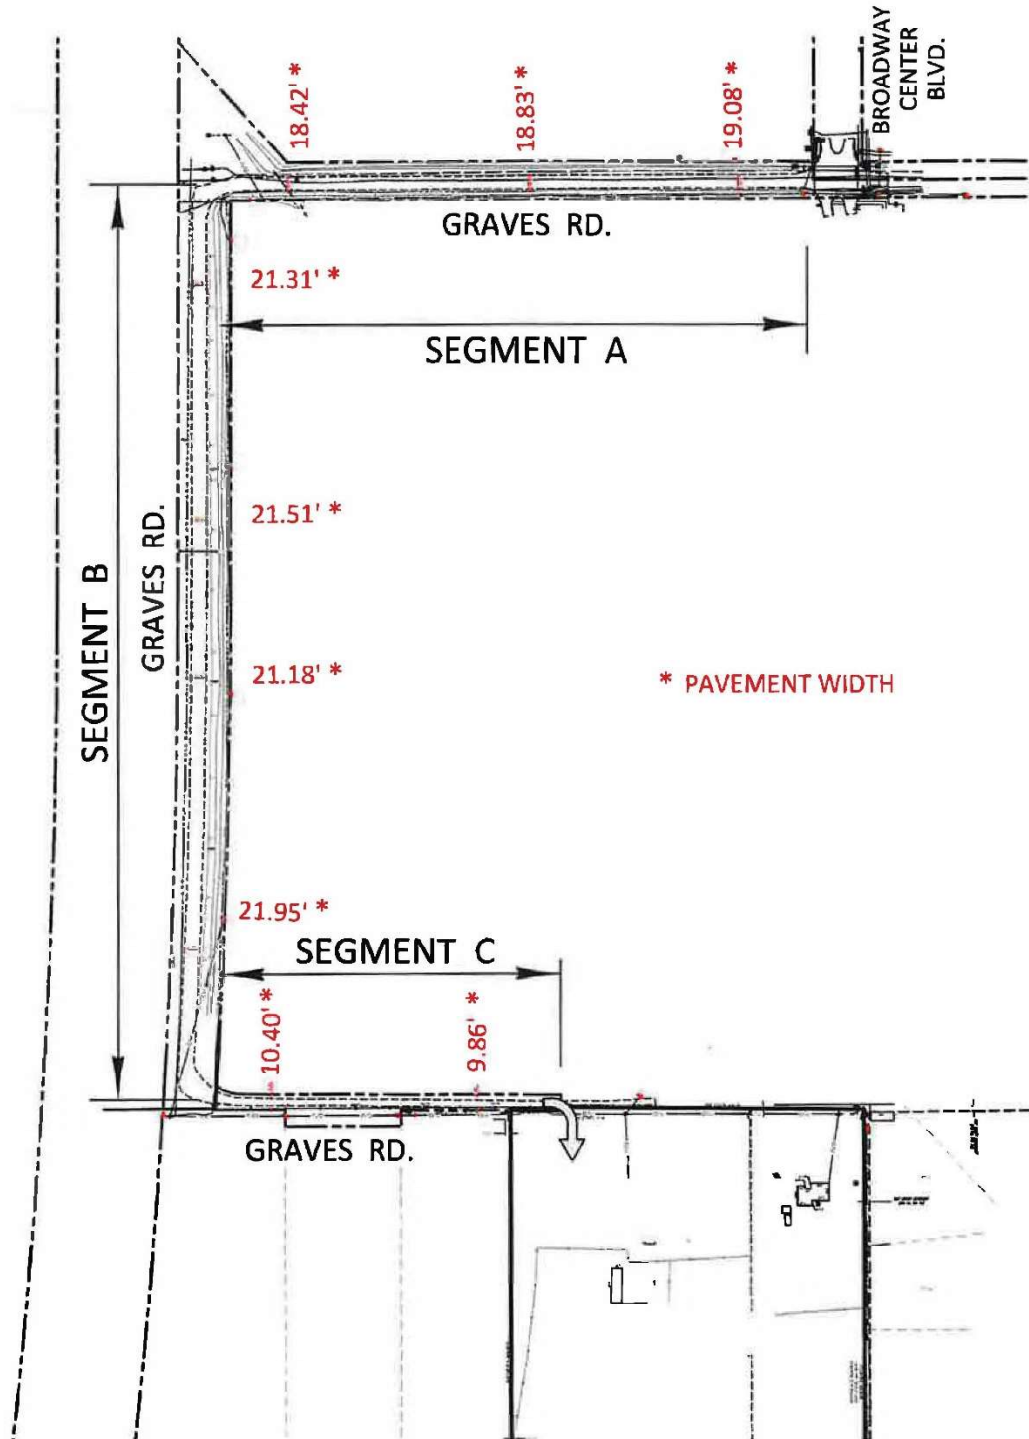 BROADWAY
CENTER
BLVD.
18.42' *
18.83' *
19.08' *
GRAVES RD.
21.31' *
SEGMENT A
21.51' *
GRAVES RD.
SEGMENT B
21.18' *
* PAVEMENT WIDTH
21.95' *
SEGMENT C
10.40' *
9.86' *
GRAVES RD.